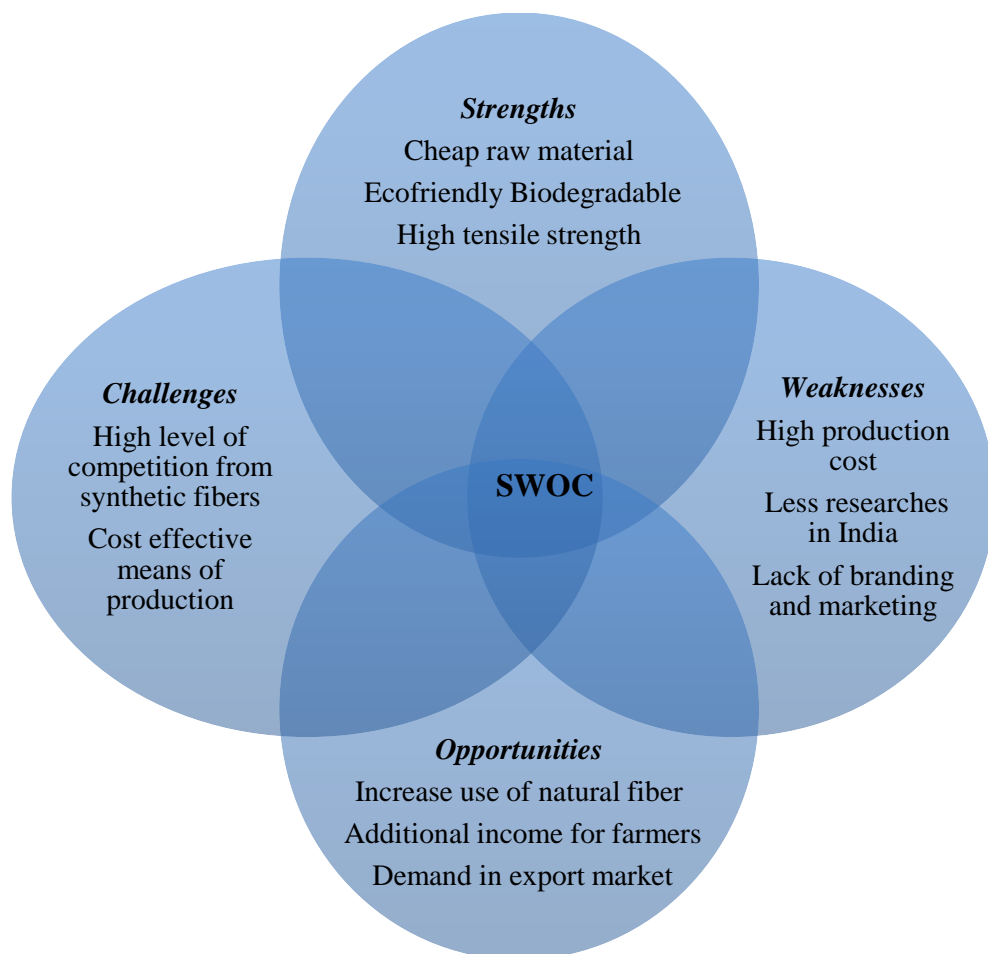 Strengths
Cheap raw material
Ecofriendly Biodegradable
High tensile strength
Challenges
High level of
competition from
synthetic fibers
Cost effective
means of
production
SWOC
Weaknesses
High production
cost
Less researches
in India
Lack of branding
and marketing
Opportunities
Increase use of natural fiber
Additional income for farmers
Demand in export market